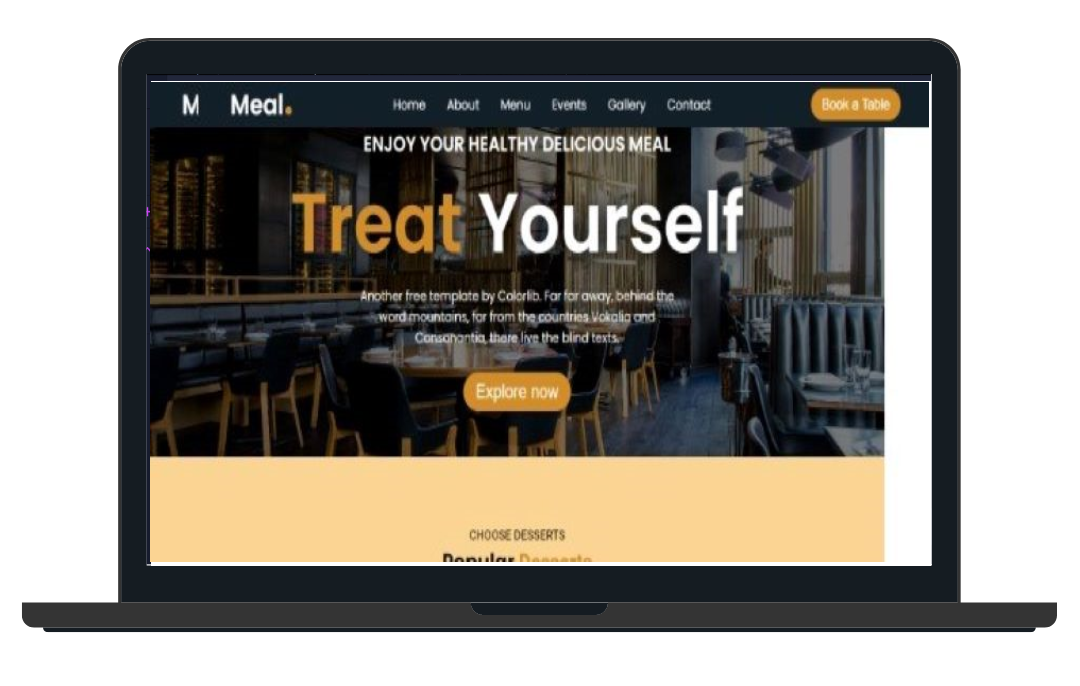 M Meal.
Home About Menu Events Gallery Contact
Book a Table
ENJOY YOUR HEALTHY DELICIOUS MEAL
Treat Yourself
Another free template by Colorlib. Far far away, behind the
word mountains, far from the countries Vokalia and
Consonantia, there live the blind texts.
Explore now
CHOOSE DESSERTS
Popular Desserts